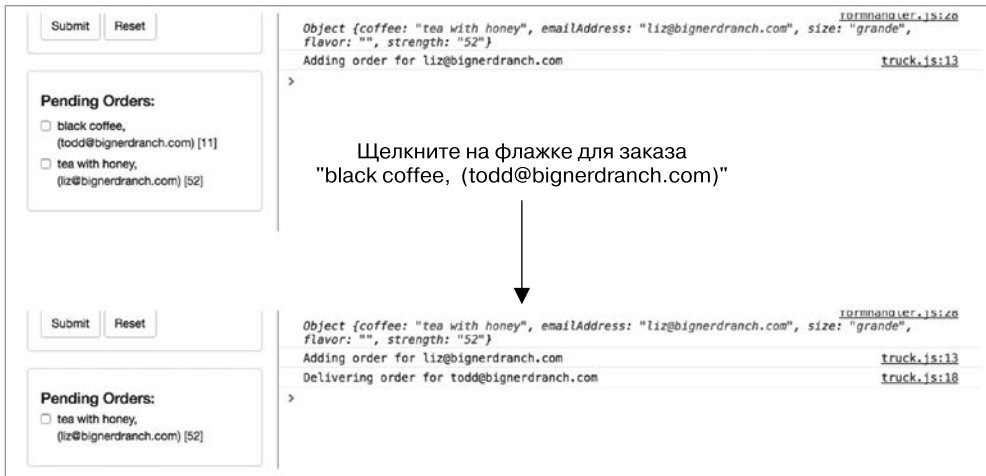 Submit Reset
formhandler.js:28
Object {coffee: "tea with honey", emailAddress: "liz@bignerdranch.com", size: "grande",
flavor: "", strength: "52"}
Adding order for liz@bignerdranch.com truck.js:13
>
Pending Orders:
black coffee,
(todd@bignerdranch.com) [11]
tea with honey,
(liz@bignerdranch.com) [52]
Щелкните на флажке для заказа
"black coffee, (todd@bignerdranch.com)"
Submit Reset
formhandler.js:28
Object {coffee: "tea with honey", emailAddress: "liz@bignerdranch.com", size: "grande",
flavor: "", strength: "52"}
Adding order for liz@bignerdranch.com truck.js:13
Delivering order for todd@bignerdranch.com truck.js:18
>
Pending Orders:
tea with honey,
(liz@bignerdranch.com) [52]